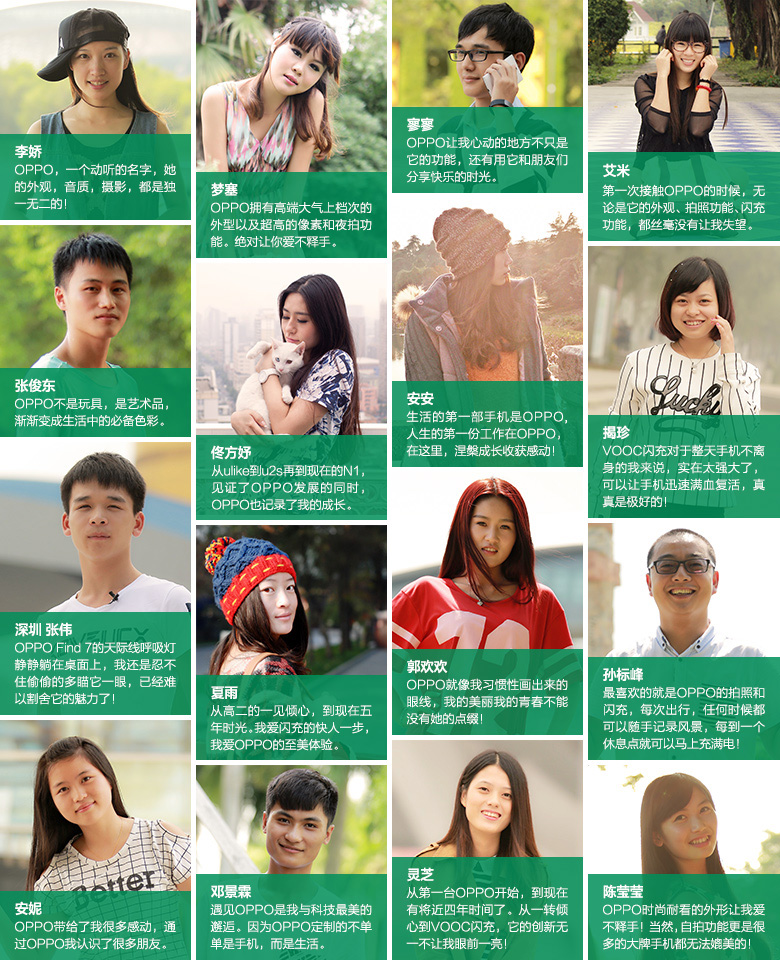 李娇
OPPO，一个动听的名字，她
的外观，音质，摄影，都是独
一无二的！
张俊东
OPPO不是玩具，是艺术品，
渐渐变成生活中的必备色彩。
深圳 张伟
OPPO Find 7的天际线呼吸灯
静静躺在桌面上，我还是忍不
住偷偷的多瞄它一眼，已经难
以割舍它的魅力了！
Better
安妮
OPPO带给了我很多感动，通
过OPPO我认识了很多朋友。
梦塞
OPPO拥有高端大气上档次的
外型以及超高的像素和夜拍功
能。绝对让你爱不释手。
佟方妤
从ulike到u2s再到现在的N1，
见证了OPPO发展的同时，
OPPO也记录了我的成长。
夏雨
从高二的一见倾心，到现在五
年时光。我爱闪充的快人一步，
我爱OPPO的至美体验。
邓景霖
遇见OPPO是我与科技最美的
邂逅。因为OPPO定制的不单
单是手机，而是生活。
寥寥
OPPO让我心动的地方不只是
它的功能，还有用它和朋友们
分享快乐的时光。
安安
生活的第一部手机是OPPO，
人生的第一份工作在OPPO，
在这里，涅槃成长收获感动！
郭欢欢
OPPO就像我习惯性画出来的
眼线，我的美丽我的青春不能
没有她的点缀！
灵芝
从第一台OPPO开始，到现在
有将近四年时间了。从一转倾
心到VOOC闪充，它的创新无
一不让我眼前一亮！
艾米
第一次接触OPPO的时候，无
论是它的外观、拍照功能、闪充
功能，都丝毫没有让我失望。
Luck
揭珍
VOOC闪充对于整天手机不离
身的我来说，实在太强大了，
可以让手机迅速满血复活，真
真是极好的！
孙标峰
最喜欢的就是OPPO的拍照和
闪充，每次出行，任何时候都
可以随手记录风景，每到一个
休息点就可以马上充满电！
陈莹莹
OPPO时尚耐看的外形让我爱
不释手！当然，自拍功能更是很
多的大牌手机都无法媲美的！